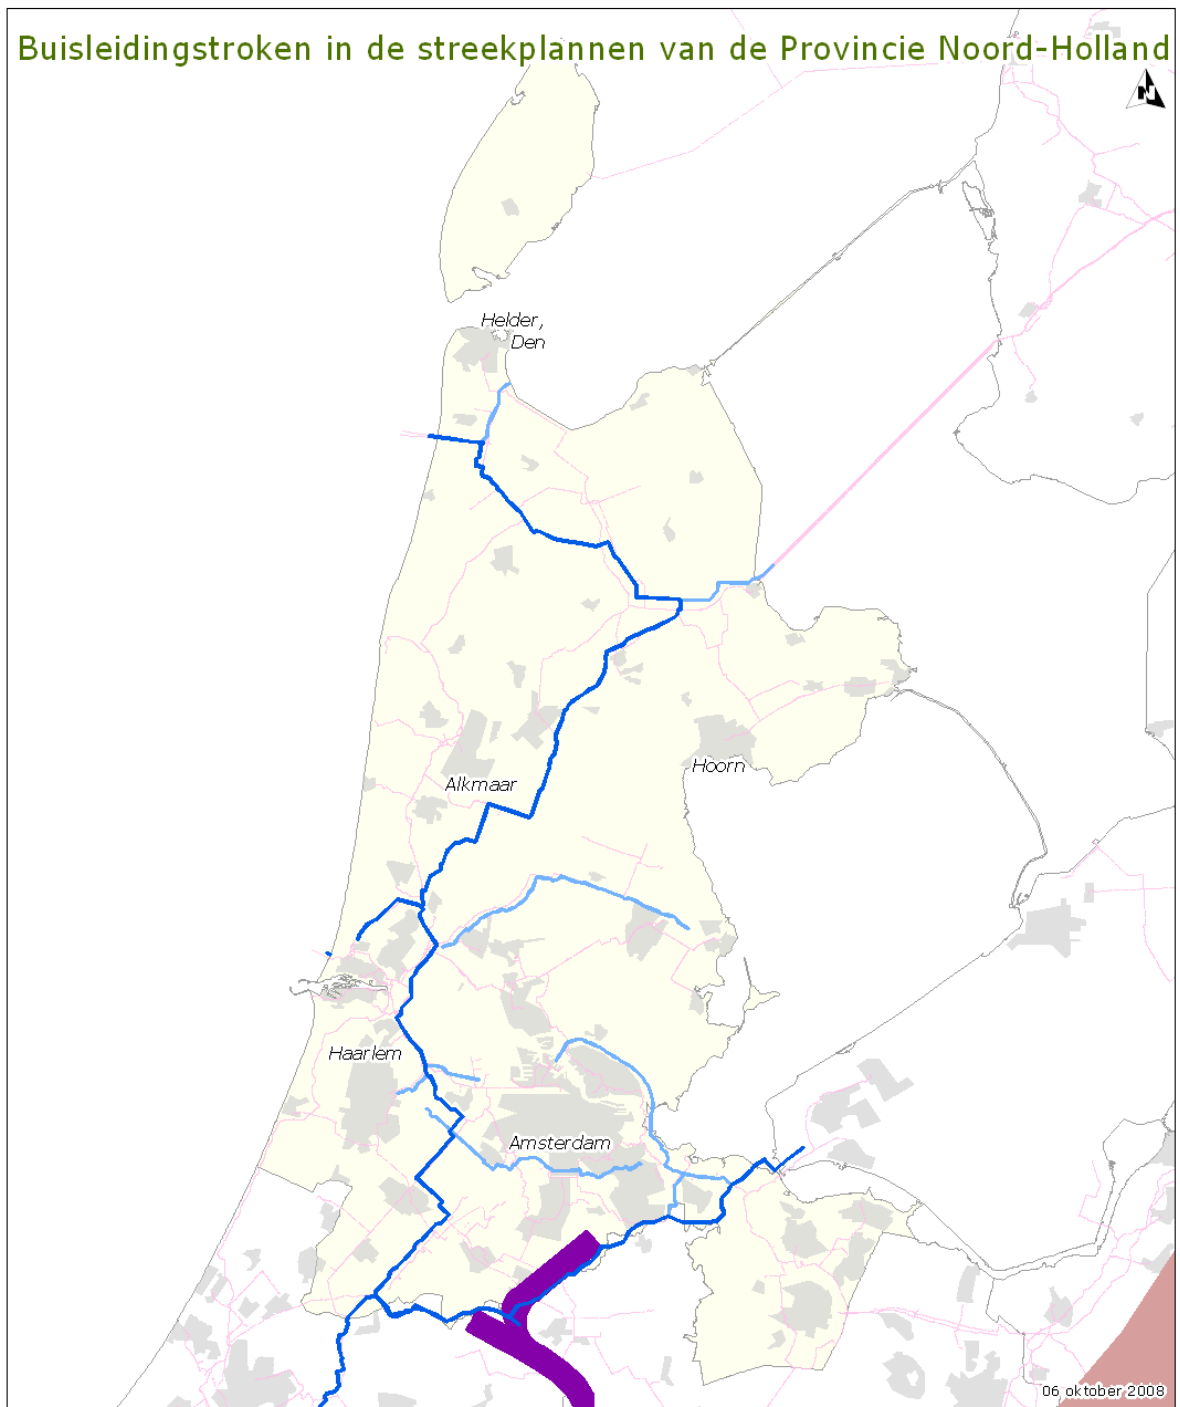 Buisleidingstroken in de streekplannen van de Provincie Noord-Holland
N
Helder,
Den
Hoorn
Alkmaar
Haarlem
Amsterdam
06 oktober 2008